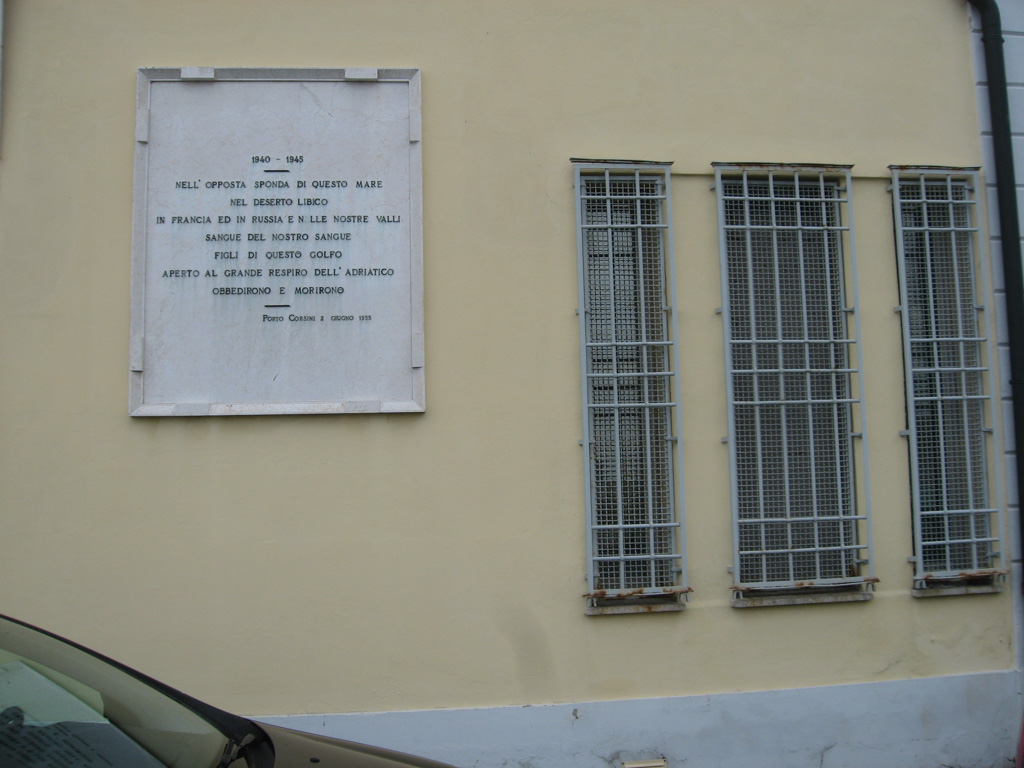 1940 - 1945
NELL' OPPOSTA SPONDA DI QUESTO MARE
NEL DESERTO LIBICO
IN FRANCIA ED IN RUSSIA E N LLE NOSTRE VALLI
SANGUE DEL NOSTRO SANGUE
FIGLI DI QUESTO GOLFO
APERTO AL GRANDE RESPIRO DELL' ADRIATICO
OBBEDIRONO E MORIRONO
PORTO CORSINI 2 GIUGNO